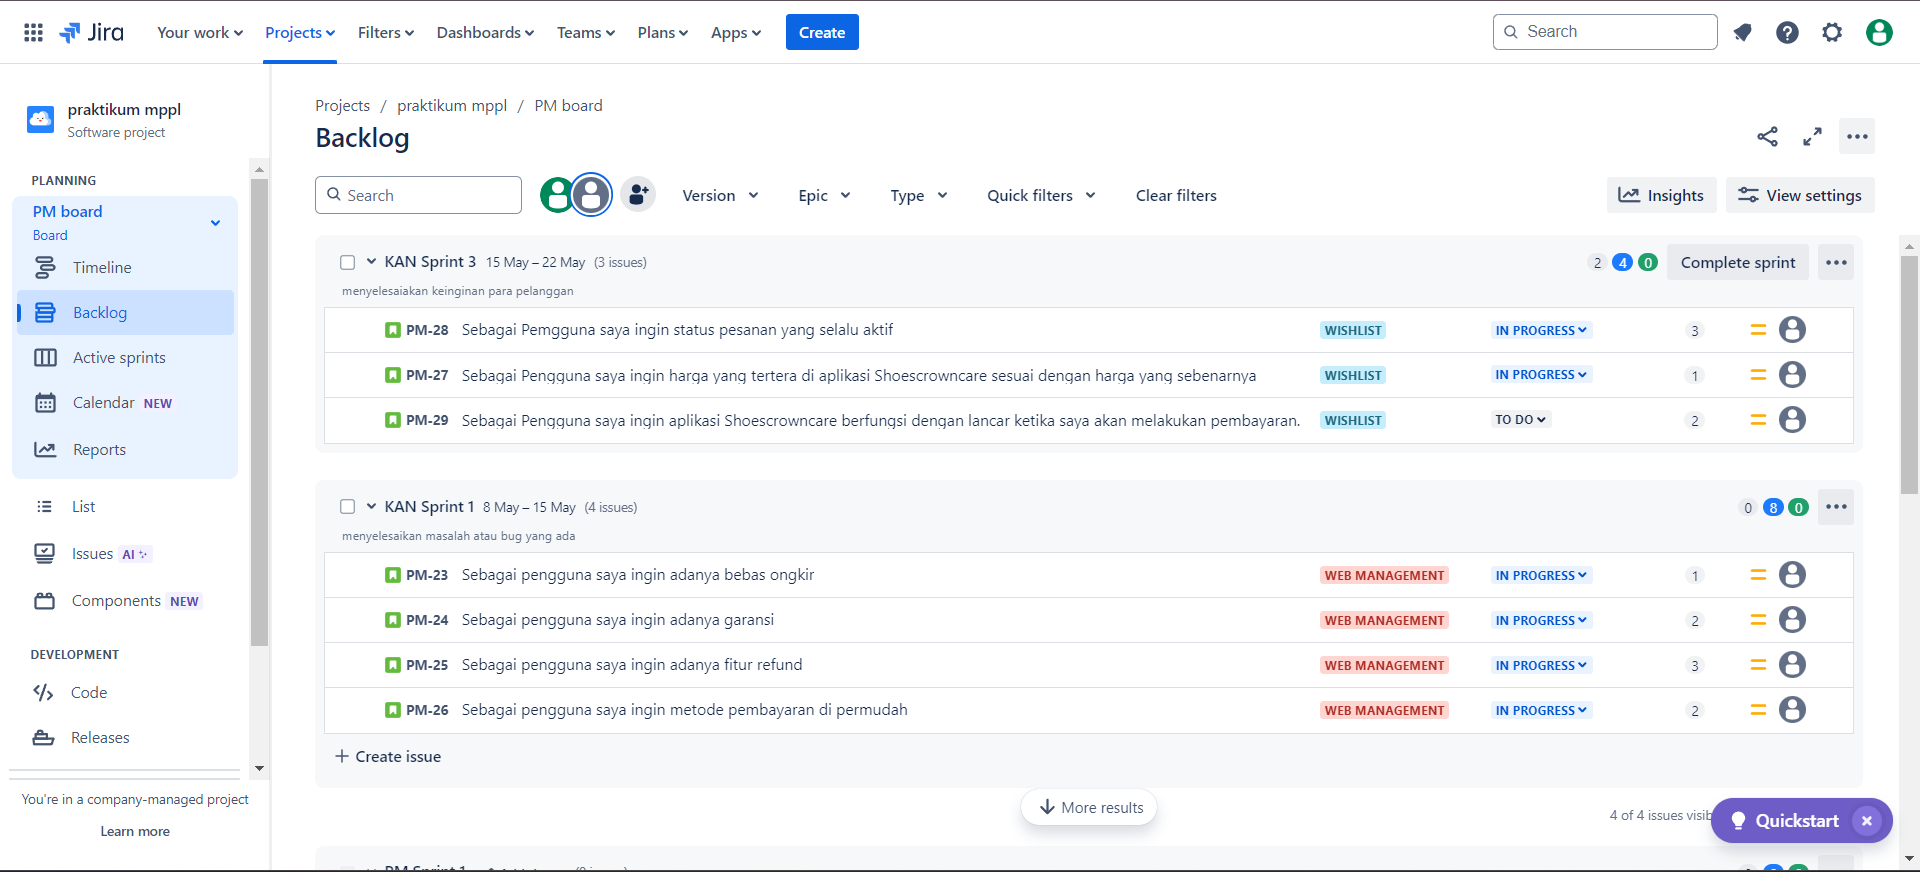 Jira
Your work
Projects
Filters
Dashboards
Teams
Plans
Apps
Create
Search
praktikum mppl
Software project
PLANNING
PM board
Board
Timeline
Backlog
Active sprints
Calendar NEW
Reports
List
Issues AI
Components NEW
DEVELOPMENT
Code
Releases
You're in a company-managed project
Learn more
Projects / praktikum mppl / PM board
Backlog
Search
Version
Epic
Type
Quick filters
Clear filters
Insights
View settings
KAN Sprint 3 15 May – 22 May (3 issues) 2 4 0 Complete sprint
menyelesaiakan keinginan para pelanggan
PM-28 Sebagai Pemgguna saya ingin status pesanan yang selalu aktif WISHLIST IN PROGRESS 3
PM-27 Sebagai Pengguna saya ingin harga yang tertera di aplikasi Shoescrowncare sesuai dengan harga yang sebenarnya WISHLIST IN PROGRESS 1
PM-29 Sebagai Pengguna saya ingin aplikasi Shoescrowncare berfungsi dengan lancar ketika saya akan melakukan pembayaran. WISHLIST TO DO 2
KAN Sprint 1 8 May – 15 May (4 issues) 0 8 0
menyelesaikan masalah atau bug yang ada
PM-23 Sebagai pengguna saya ingin adanya bebas ongkir WEB MANAGEMENT IN PROGRESS 1
PM-24 Sebagai pengguna saya ingin adanya garansi WEB MANAGEMENT IN PROGRESS 2
PM-25 Sebagai pengguna saya ingin adanya fitur refund WEB MANAGEMENT IN PROGRESS 3
PM-26 Sebagai pengguna saya ingin metode pembayaran di permudah WEB MANAGEMENT IN PROGRESS 2
+ Create issue
More results
4 of 4 issues visib
Quickstart
PM Sprint 1